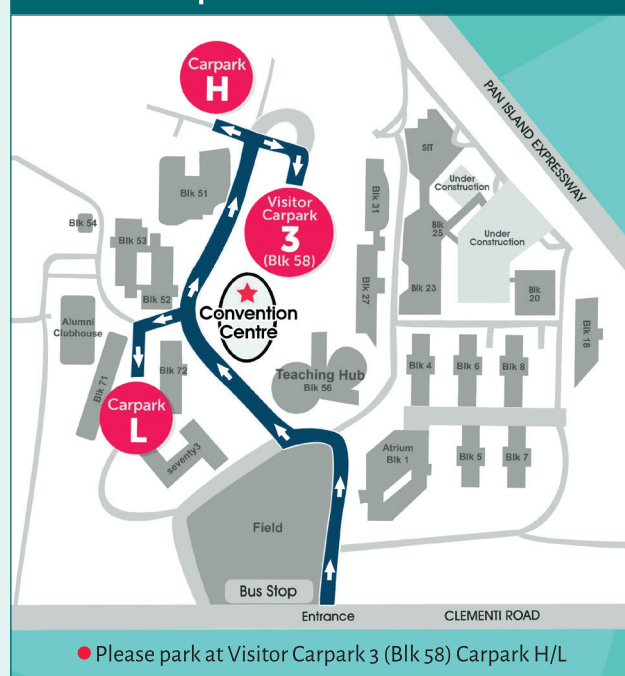 Carpark
H
PAN ISLAND EXPRESSWAY
SIT
Under
Construction
Blk 51
Visitor
Carpark
3
(Blk 58)
Blk 31
Blk 54
Blk 53
Blk
25
Under
Construction
Blk 52
Convention
Centre
Blk 27
Blk 23
Blk
20
Alumni
Clubhouse
Blk 18
Blk 71
Blk 72
Teaching Hub
Blk 56
Blk 4
Blk 6
Blk 8
Carpark
L
seventy3
Atrium
Blk 1
Blk 5
Blk 7
Field
Bus Stop
Entrance
CLEMENTI ROAD
Please park at Visitor Carpark 3 (Blk 58) Carpark H/L